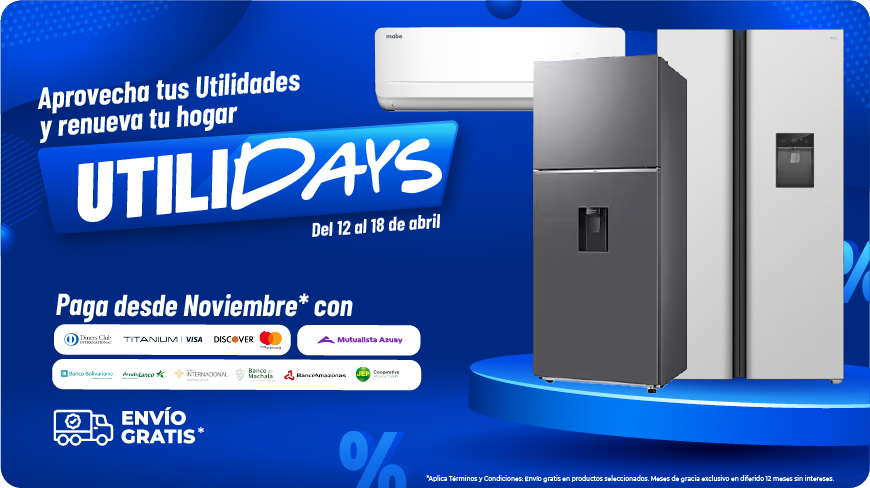 mabe
Aprovecha tus Utilidades
y renueva tu hogar
UTILIDAYS
Del 12 al 18 de abril
Paga desde Noviembre* con
Diners Club INTERNATIONAL
TITANIUM | VISA
DISCOVER
Mutualista Azuay
Banco Bolivariano
Produbanco
INTERNACIONAL
Banco de Machala
BancoAmazonas
JEP Cooperativa
ENVÍO
GRATIS*
%
%
*Aplica Términos y Condiciones: Envío gratis en productos seleccionados. Meses de gracia exclusivo en diferido 12 meses sin intereses.